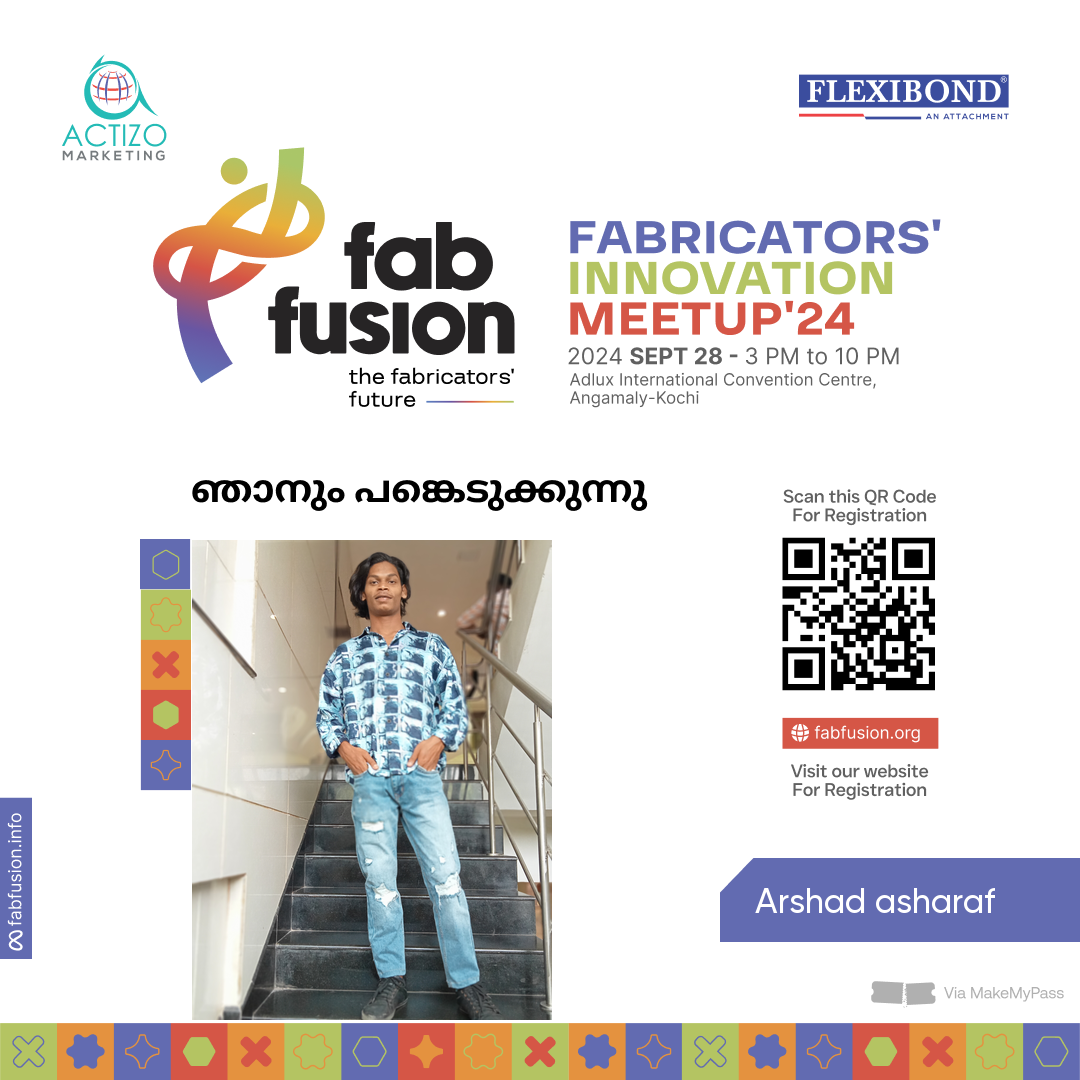 ACTIZO
MARKETING
FLEXIBOND®
AN ATTACHMENT
fab
fusion
the fabricators'
future
FABRICATORS'
INNOVATION
MEETUP'24
2024 SEPT 28 - 3 PM to 10 PM
Adlux International Convention Centre,
Angamaly-Kochi
ഞാനും പങ്കെടുക്കുന്നു
Scan this QR Code
For Registration
fabfusion.org
Visit our website
For Registration
fabfusion.info
Arshad asharaf
Via MakeMyPass